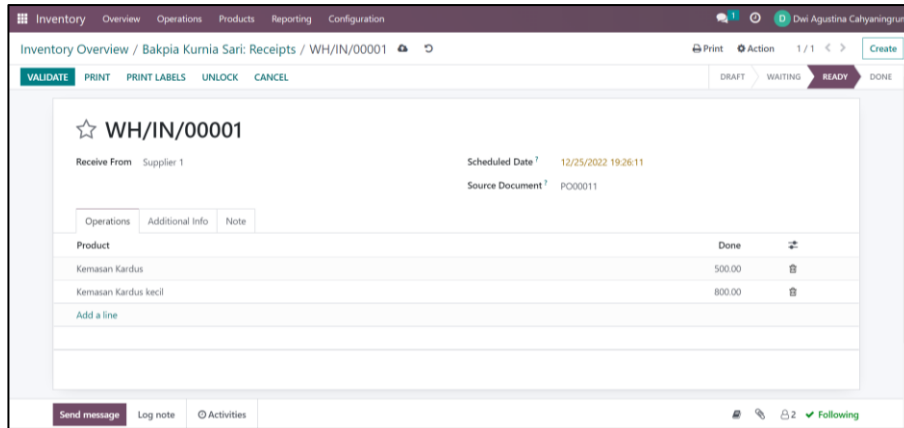 Inventory Overview Operations Products Reporting Configuration 1 D Dwi Agustina Cahyaningrum
Inventory Overview / Bakpia Kurnia Sari: Receipts / WH/IN/00001 Print Action 1 / 1 Create
VALIDATE PRINT PRINT LABELS UNLOCK CANCEL DRAFT WAITING READY DONE
WH/IN/00001
Receive From Supplier 1 Scheduled Date ? 12/25/2022 19:26:11
Source Document ? PO00011
Operations Additional Info Note
Product Done
Kemasan Kardus 500.00
Kemasan Kardus kecil 800.00
Add a line
Send message Log note Activities 2 Following